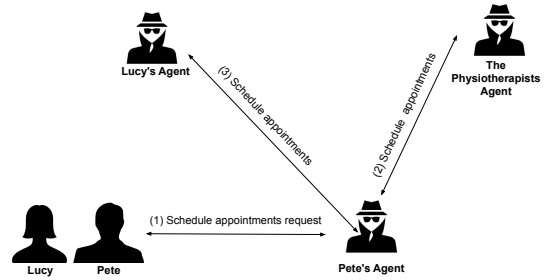 Lucy's Agent
The
Physiotherapists
Agent
(3) Schedule appointments
(2) Schedule appointments
(1) Schedule appointments request
Lucy
Pete
Pete's Agent